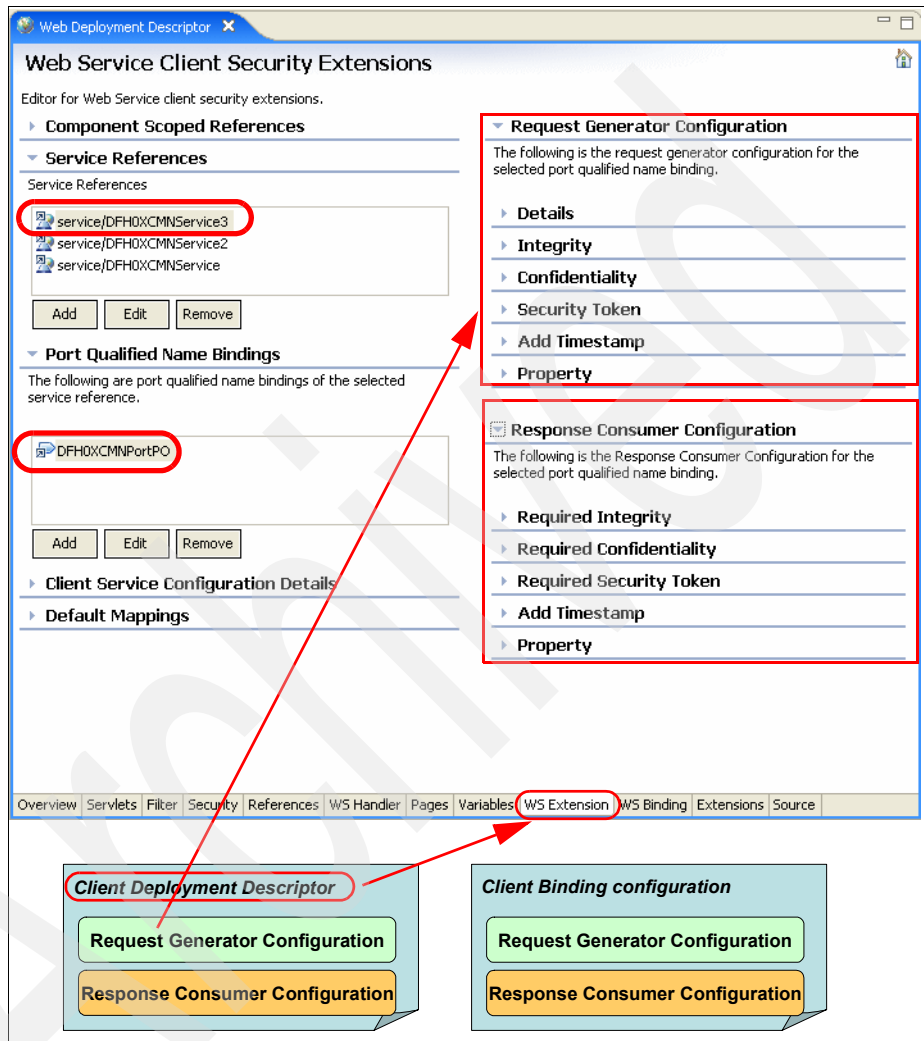 Web Deployment Descriptor
Web Service Client Security Extensions
Editor for Web Service client security extensions.
Component Scoped References
Service References
Service References
service/DFH0XCMNService3
service/DFH0XCMNService2
service/DFH0XCMNService
Add Edit Remove
Port Qualified Name Bindings
The following are port qualified name bindings of the selected
service reference.
DFH0XCMNPortPO
Add Edit Remove
Client Service Configuration Details
Default Mappings
Request Generator Configuration
The following is the request generator configuration for the
selected port qualified name binding.
Details
Integrity
Confidentiality
Security Token
Add Timestamp
Property
Response Consumer Configuration
The following is the Response Consumer Configuration for the
selected port qualified name binding.
Required Integrity
Required Confidentiality
Required Security Token
Add Timestamp
Property
Overview Servlets Filter Security References WS Handler Pages Variables WS Extension WS Binding Extensions Source
Client Deployment Descriptor
Request Generator Configuration
Response Consumer Configuration
Client Binding configuration
Request Generator Configuration
Response Consumer Configuration
Archived